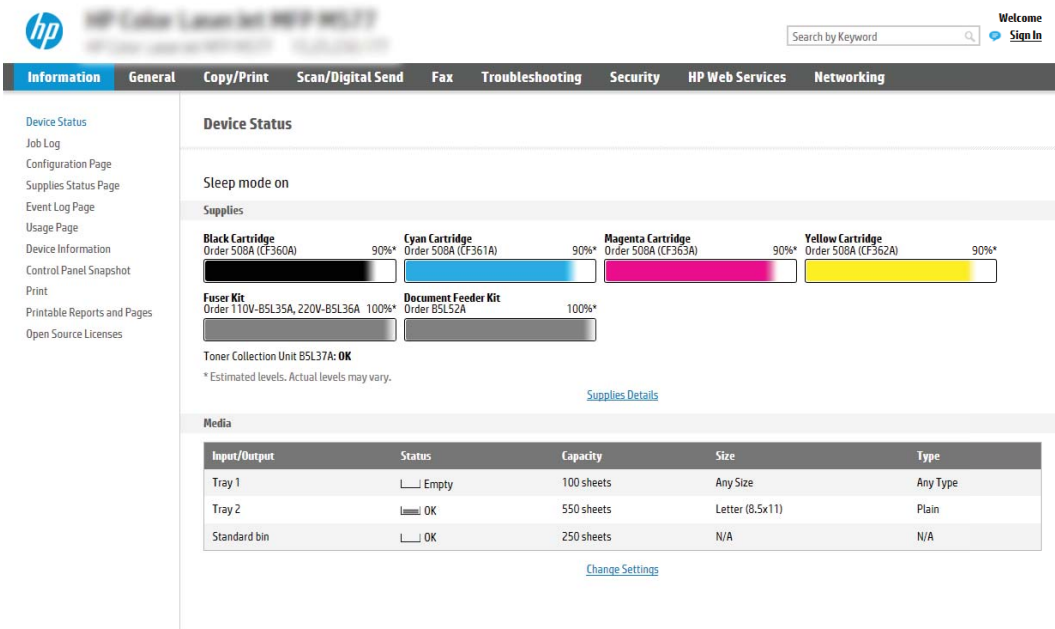 hp
Welcome
Search by Keyword
Sign In
Information General Copy/Print Scan/Digital Send Fax Troubleshooting Security HP Web Services Networking
Device Status
Job Log
Configuration Page
Supplies Status Page
Event Log Page
Usage Page
Device Information
Control Panel Snapshot
Print
Printable Reports and Pages
Open Source Licenses
Device Status
Sleep mode on
Supplies
Black Cartridge
Order 508A (CF360A) 90%*
Cyan Cartridge
Order 508A (CF361A) 90%*
Magenta Cartridge
Order 508A (CF363A) 90%*
Yellow Cartridge
Order 508A (CF362A) 90%*
Fuser Kit
Order 110V-B5L35A, 220V-B5L36A 100%*
Document Feeder Kit
Order B5L52A 100%*
Toner Collection Unit B5L37A: OK
* Estimated levels. Actual levels may vary.
Supplies Details
Media
Input/Output Status Capacity Size Type
Tray 1 Empty 100 sheets Any Size Any Type
Tray 2 OK 550 sheets Letter (8.5x11) Plain
Standard bin OK 250 sheets N/A N/A
Change Settings